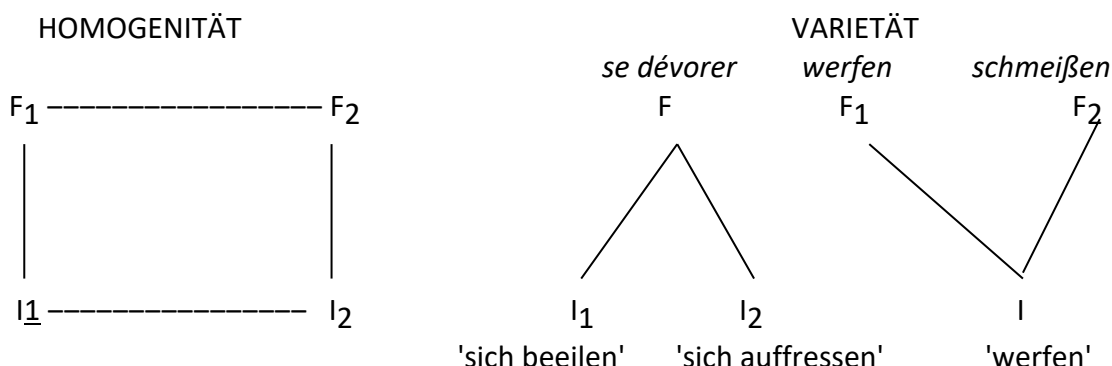 HOMOGENITÄT VARIETÄT
se dévorer werfen schmeißen
F1 F2 F F1 F2
I1 I2 I1 I2 I
'sich beeilen' 'sich auffressen' 'werfen'